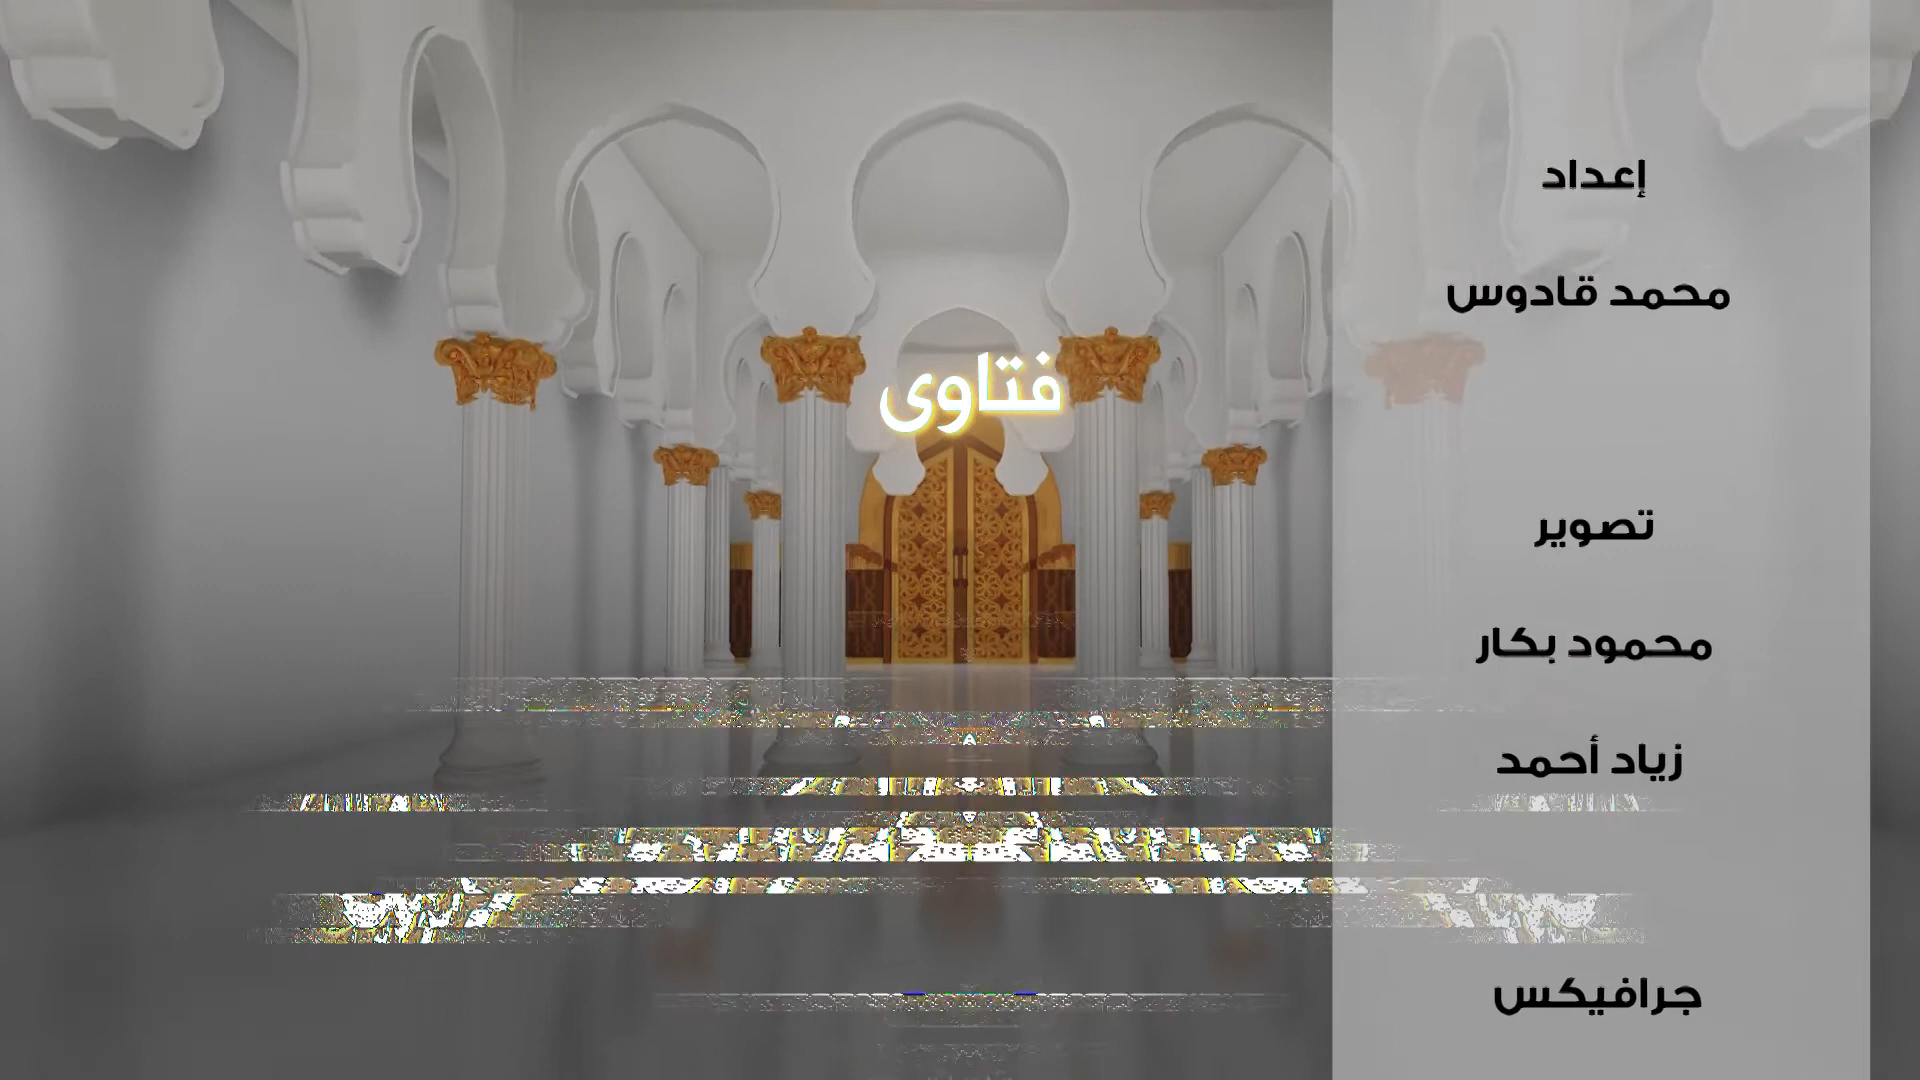 فتاوى
إعداد
محمد قادوس
تصوير
محمود بكار
زياد أحمد
جرافيكس